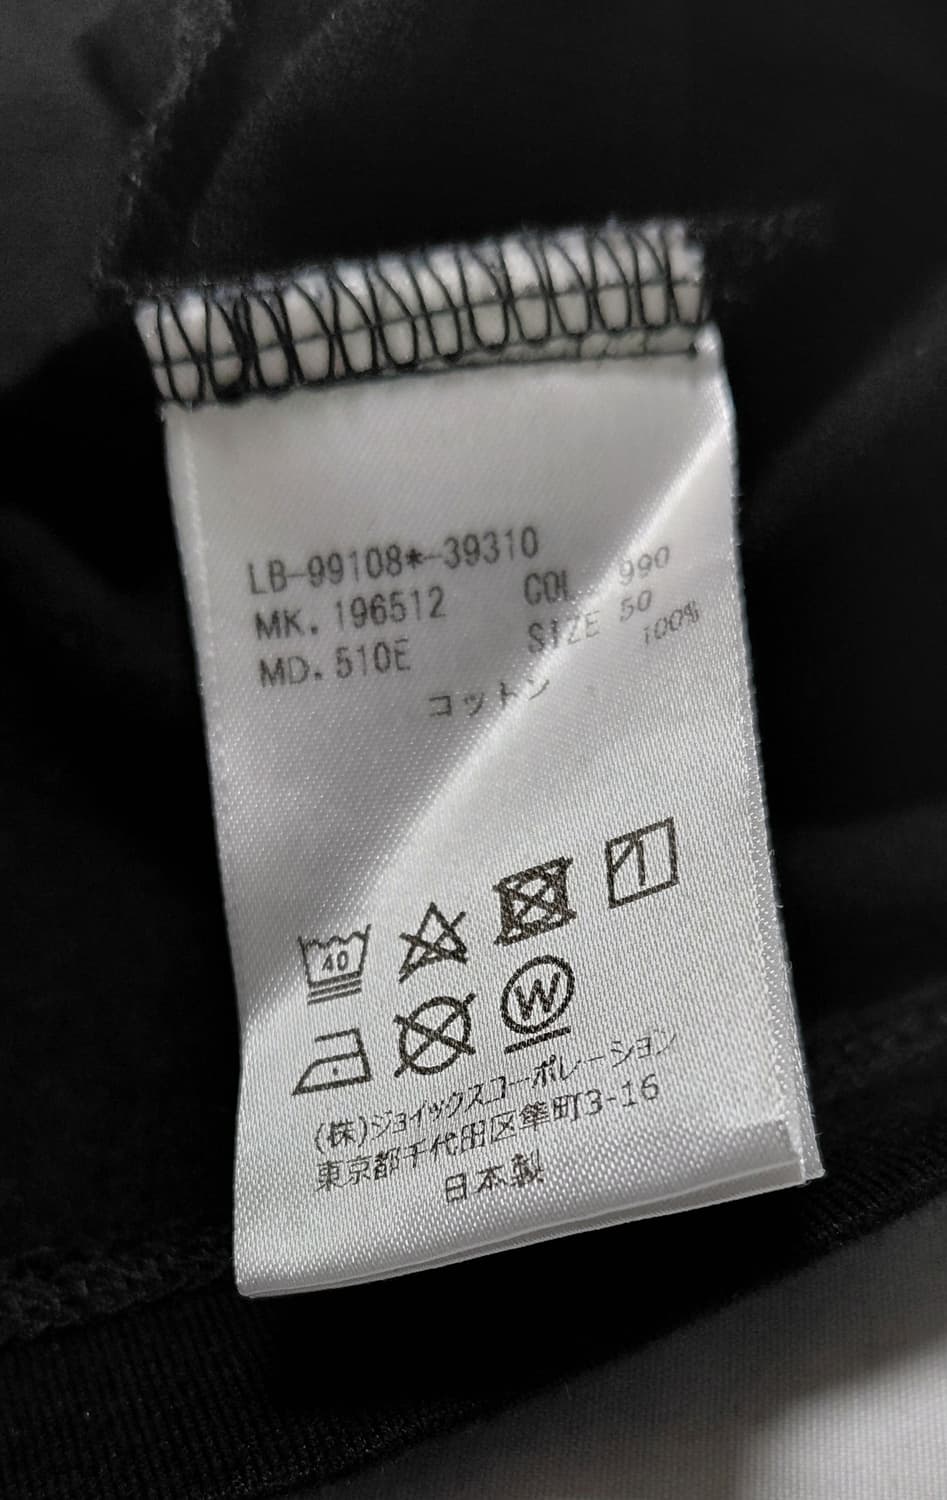 LB-99108*-39310
MK. 196512 COL 990
MD. 510E SIZE 50
コットン 100%
40
W
(株)ジョイックスコーポレーション
東京都千代田区隼町3-16
日本製